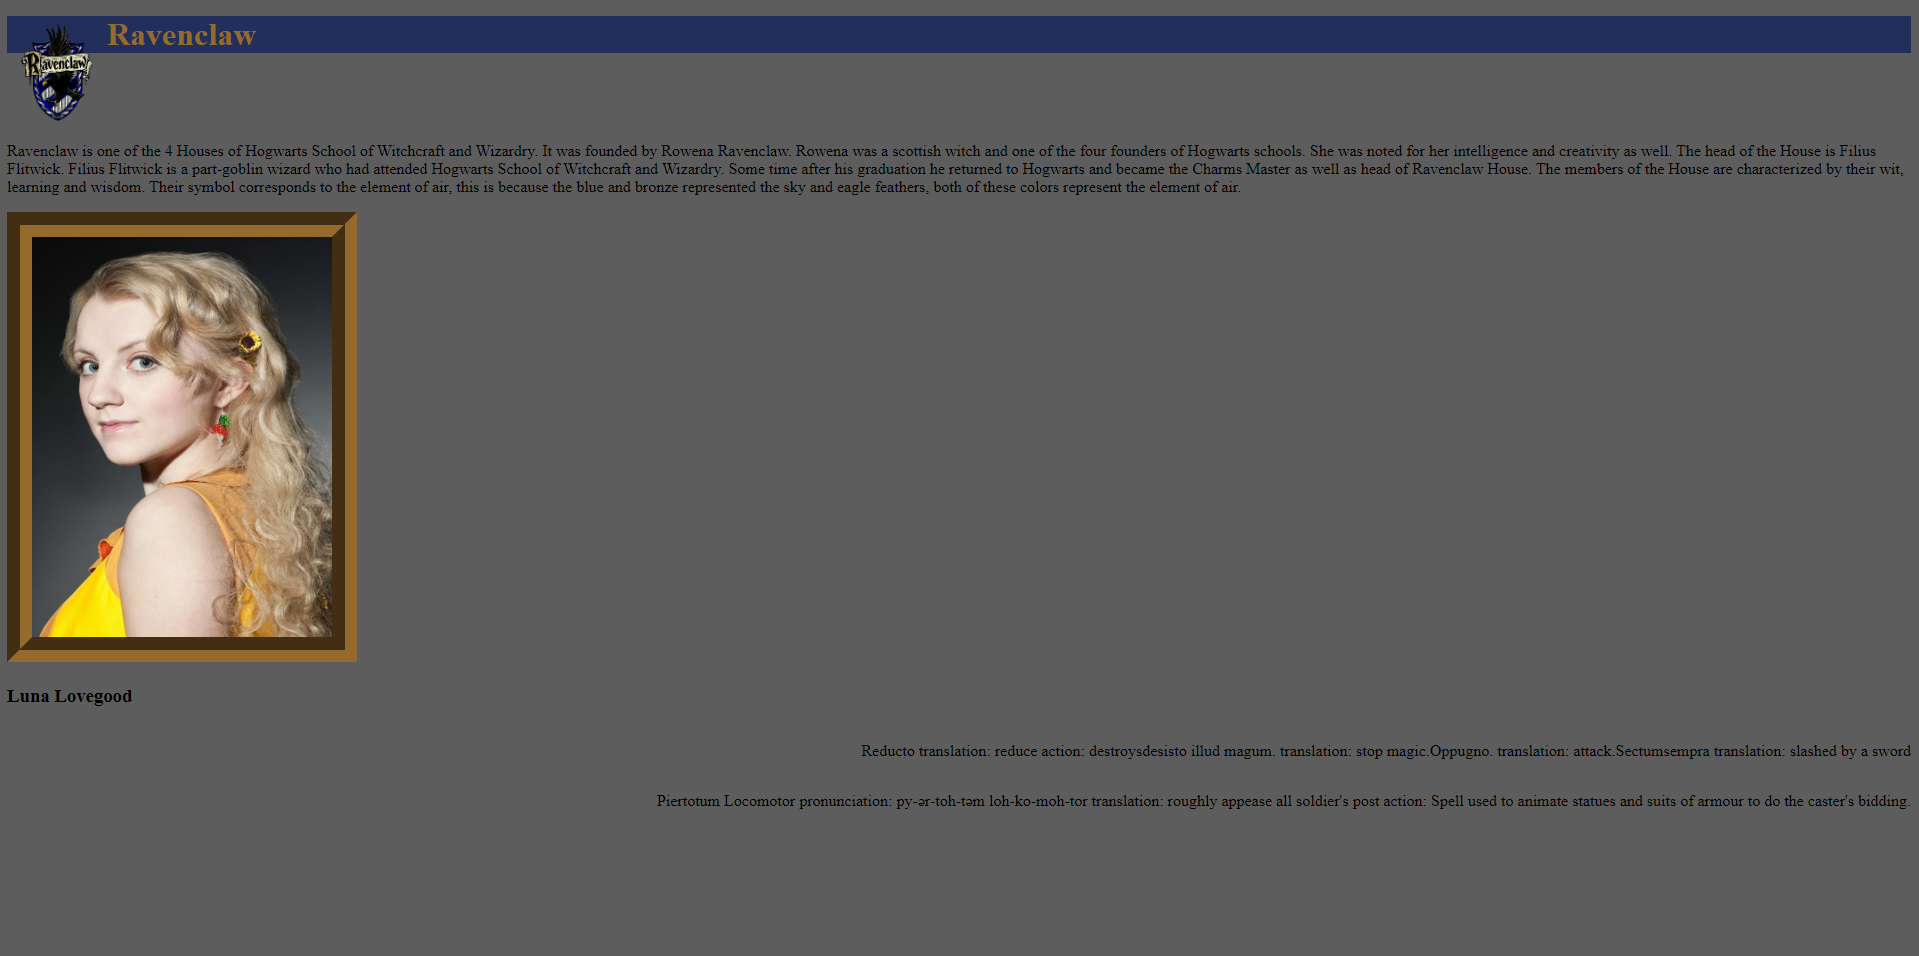 Ravenclaw
Ravenclaw
Ravenclaw is one of the 4 Houses of Hogwarts School of Witchcraft and Wizardry. It was founded by Rowena Ravenclaw. Rowena was a scottish witch and one of the four founders of Hogwarts schools. She was noted for her intelligence and creativity as well. The head of the House is Filius
Flitwick. Filius Flitwick is a part-goblin wizard who had attended Hogwarts School of Witchcraft and Wizardry. Some time after his graduation he returned to Hogwarts and became the Charms Master as well as head of Ravenclaw House. The members of the House are characterized by their wit,
learning and wisdom. Their symbol corresponds to the element of air, this is because the blue and bronze represented the sky and eagle feathers, both of these colors represent the element of air.
Luna Lovegood
Reducto translation: reduce action: destroysdesisto illud magum. translation: stop magic.Oppugno. translation: attack.Sectumsempra translation: slashed by a sword
Piertotum Locomotor pronunciation: py-ər-toh-təm loh-ko-moh-tor translation: roughly appease all soldier's post action: Spell used to animate statues and suits of armour to do the caster's bidding.